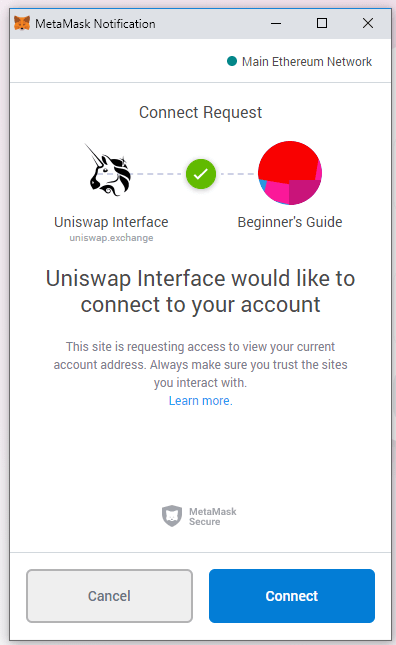 MetaMask Notification
Main Ethereum Network
Connect Request
Uniswap Interface
uniswap.exchange
Beginner's Guide
Uniswap Interface would like to
connect to your account
This site is requesting access to view your current
account address. Always make sure you trust the sites
you interact with.
Learn more.
MetaMask
Secure
Cancel
Connect